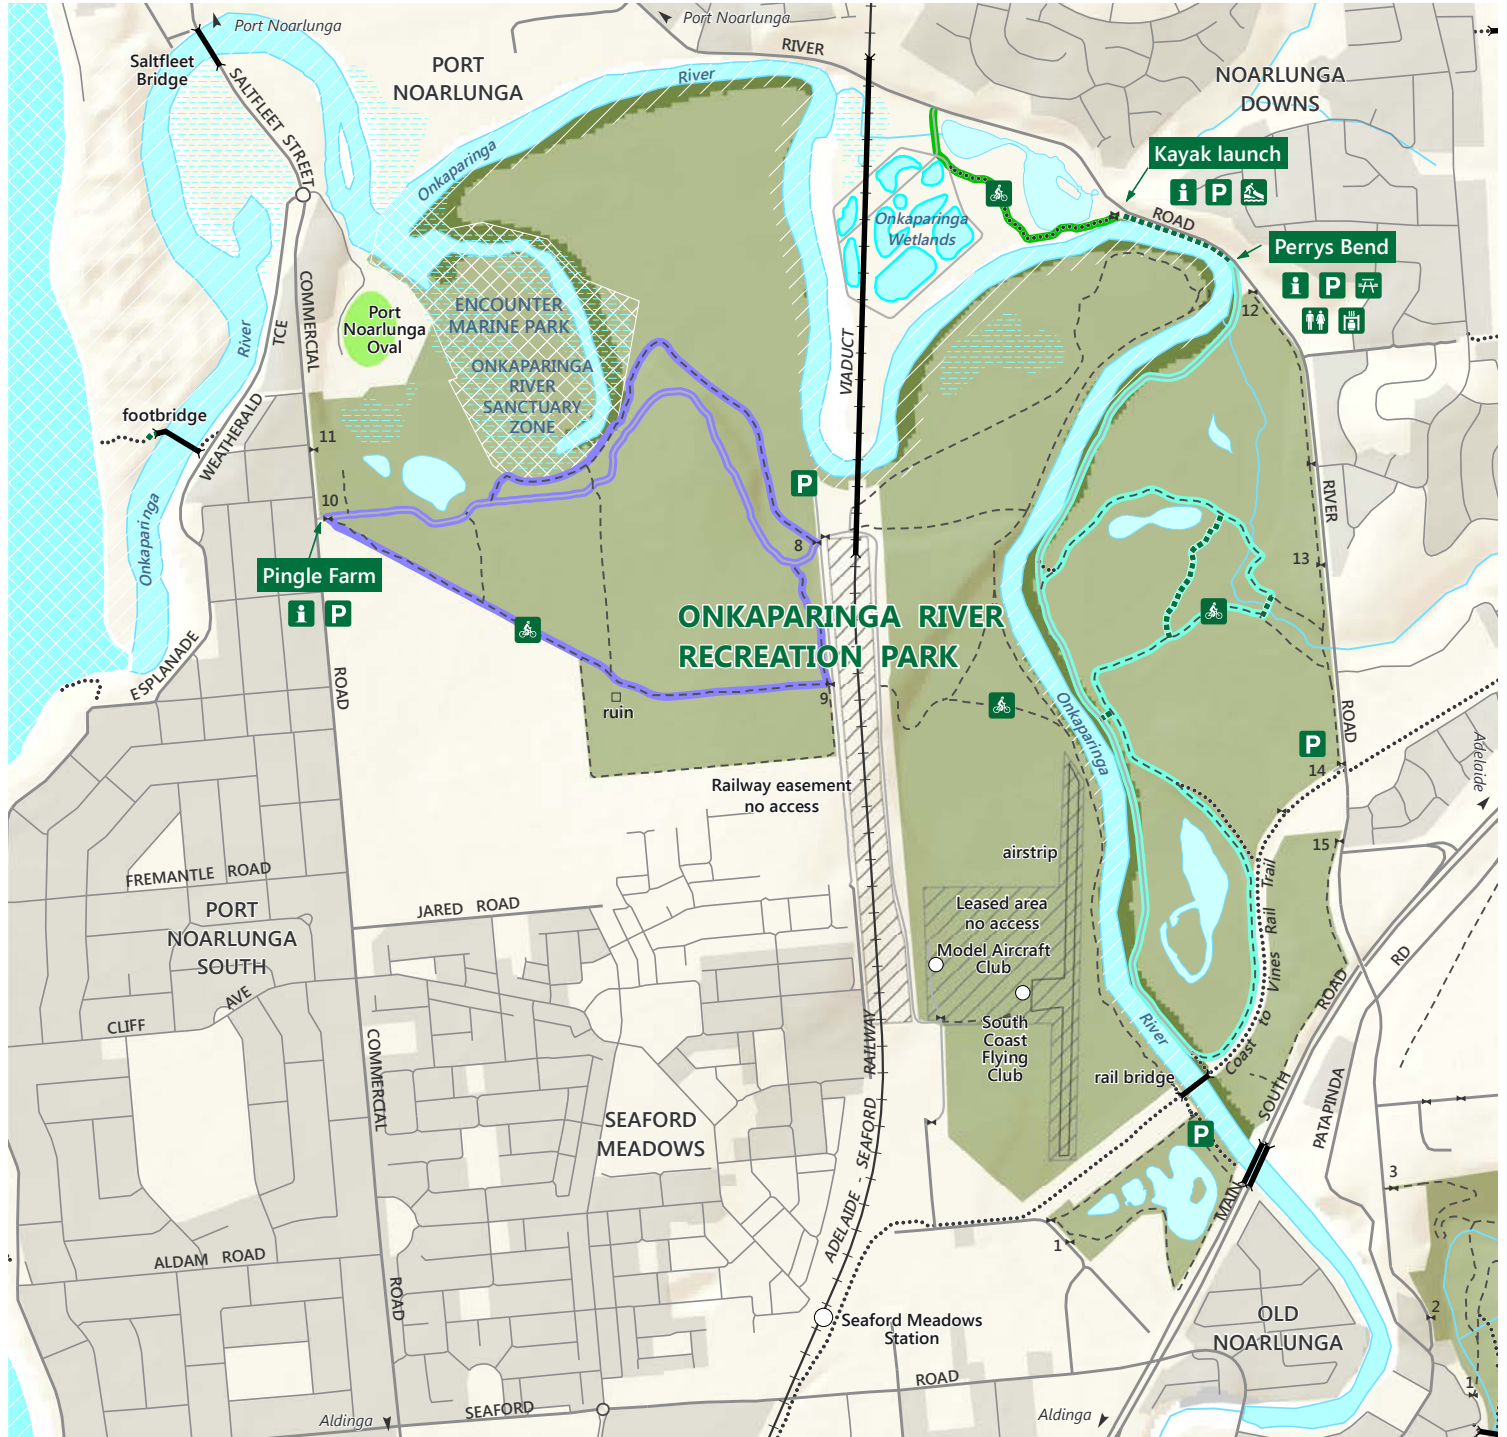 Port Noarlunga
Port Noarlunga
Saltfleet
Bridge
SALTFLEET STREET
PORT
NOARLUNGA
River
RIVER
NOARLUNGA
DOWNS
Kayak launch
i P
ROAD
Perrys Bend
i P
12
Onkaparinga
Onkaparinga
Wetlands
VIADUCT
ENCOUNTER
MARINE PARK
ONKAPARINGA
RIVER
SANCTUARY
ZONE
Port
Noarlunga
Oval
COMMERCIAL
TCE
WEATHERALD
River
footbridge
Onkaparinga
11
10
Pingle Farm
i P
ESPLANADE
ROAD
P
8
9
ruin
ONKAPARINGA RIVER
RECREATION PARK
Railway easement
no access
RIVER
13
ROAD
P
14
15
Adelaide
Onkaparinga
airstrip
Leased area
no access
Model Aircraft
Club
South
Coast
Flying
Club
River
rail bridge
Coast to Vines Rail Trail
P
MAIN SOUTH ROAD
RD
PATAPINDA
FREMANTLE ROAD
PORT
NOARLUNGA
SOUTH
JARED ROAD
CLIFF AVE
COMMERCIAL
ROAD
SEAFORD
MEADOWS
ADELAIDE - SEAFORD RAILWAY
ALDAM ROAD
1
3
2
1
Seaford Meadows
Station
OLD
NOARLUNGA
SEAFORD ROAD
Aldinga
Aldinga